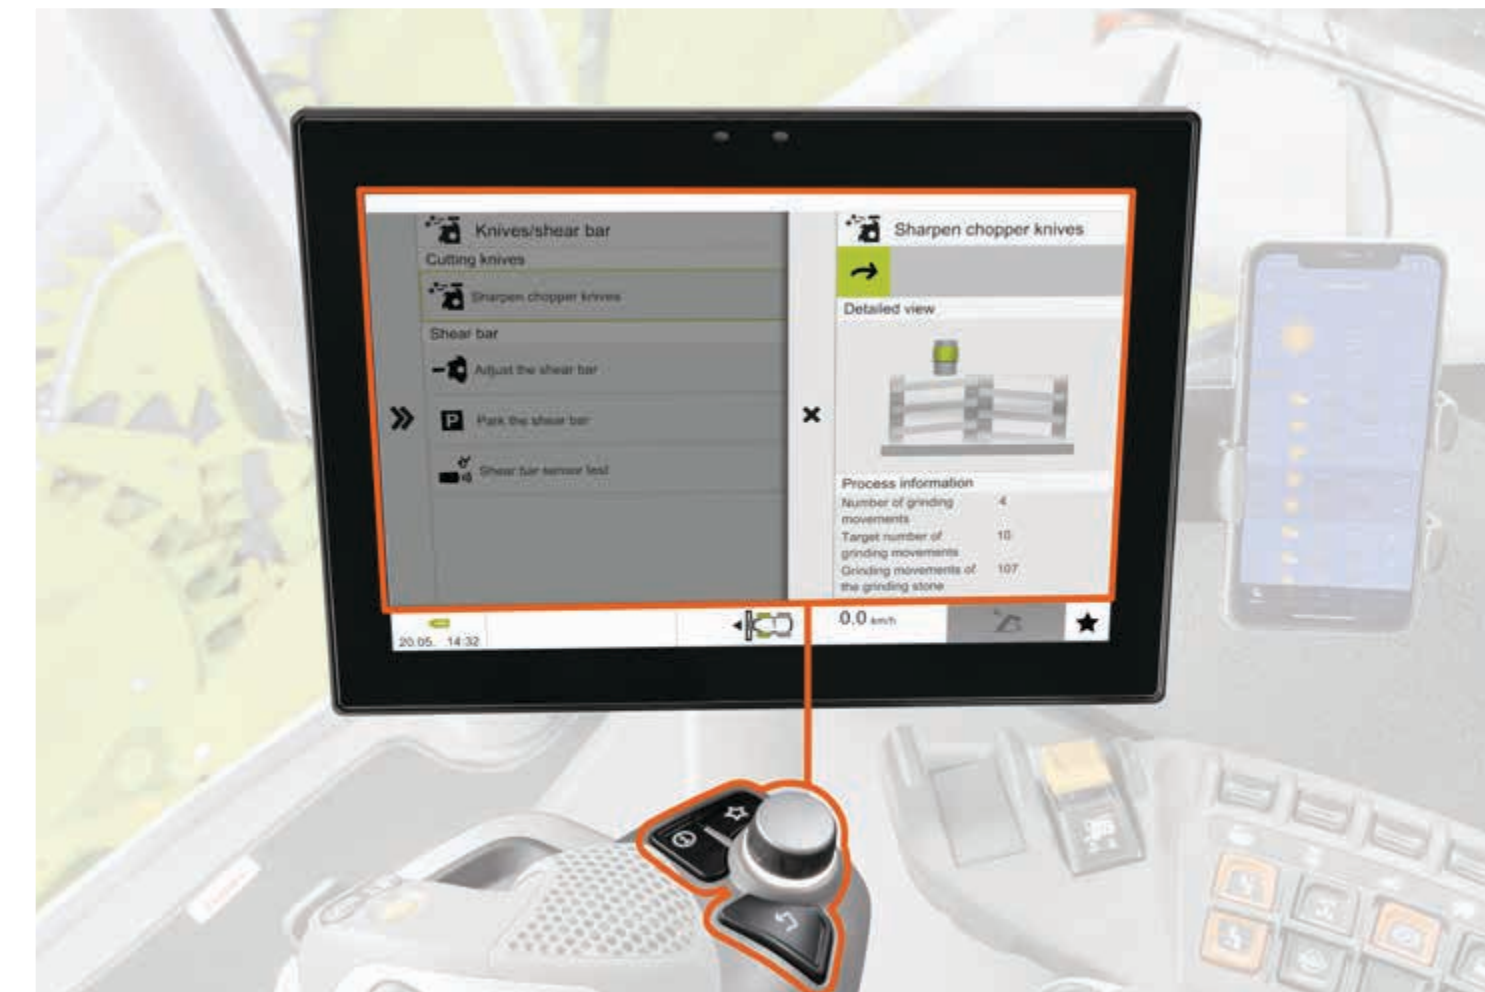 Knives/shear bar
Cutting knives
Sharpen chopper knives
Shear bar
Adjust the shear bar
P
Park the shear bar
Shear bar sensor test
Sharpen chopper knives
Detailed view
Process information
Number of grinding 4
movements
Target number of 10
grinding movements
Grinding movements of 107
the grinding stone
20.05. 14:32
0.0 km/h